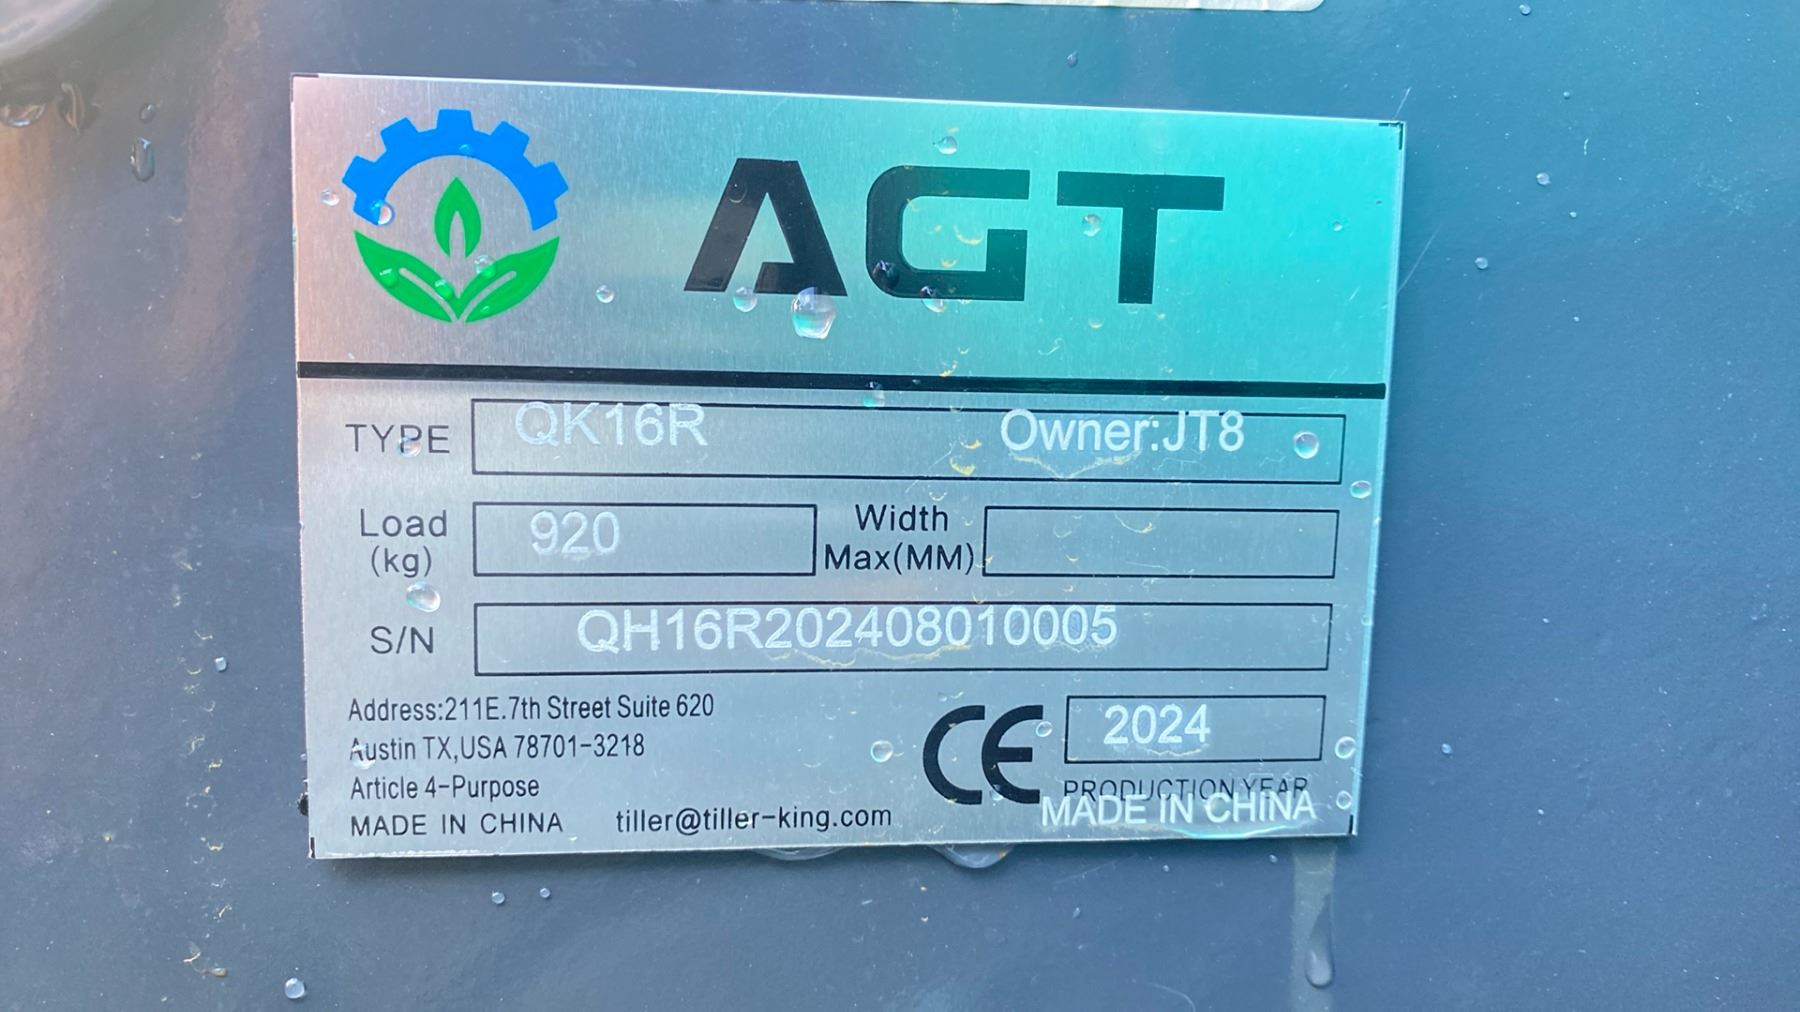 AGT
TYPE QK16R Owner:JT8
Load (kg) 920 Width Max(MM)
S/N QH16R202408010005
Address:211E.7th Street Suite 620
Austin TX,USA 78701-3218
Article 4-Purpose
MADE IN CHINA tiller@tiller-king.com
CE 2024
PRODUCTION YEAR
MADE IN CHINA